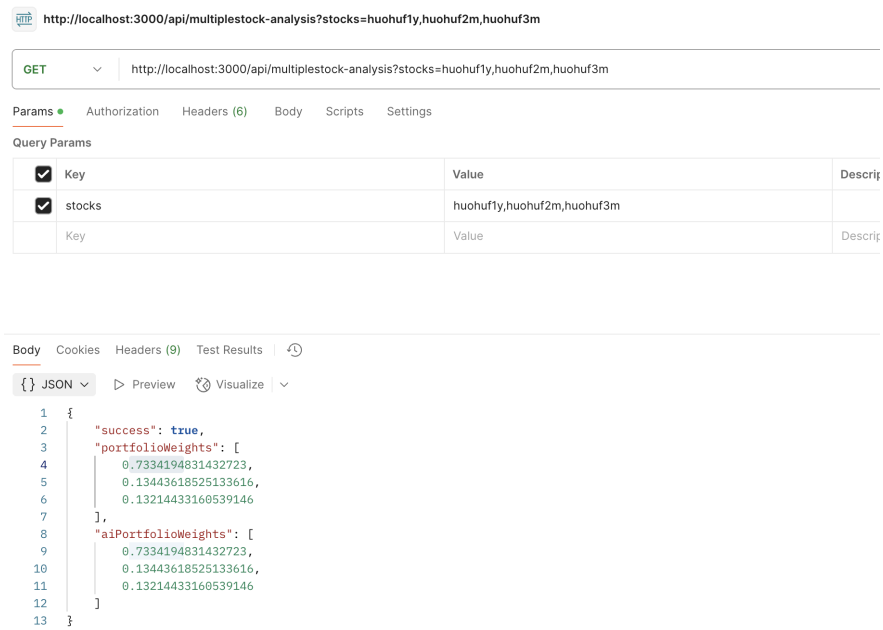 HTTP http://localhost:3000/api/multiplestock-analysis?stocks=huohuf1y,huohuf2m,huohuf3m
GET http://localhost:3000/api/multiplestock-analysis?stocks=huohuf1y,huohuf2m,huohuf3m
Params Authorization Headers (6) Body Scripts Settings
Query Params
Key Value Descrip
stocks huohuf1y,huohuf2m,huohuf3m
Key Value Descrip
Body Cookies Headers (9) Test Results
{} JSON Preview Visualize
1 {
2 "success": true,
3 "portfolioWeights": [
4 0.7334194831432723,
5 0.13443618525133616,
6 0.13214433160539146
7 ],
8 "aiPortfolioWeights": [
9 0.7334194831432723,
10 0.13443618525133616,
11 0.13214433160539146
12 ]
13 }